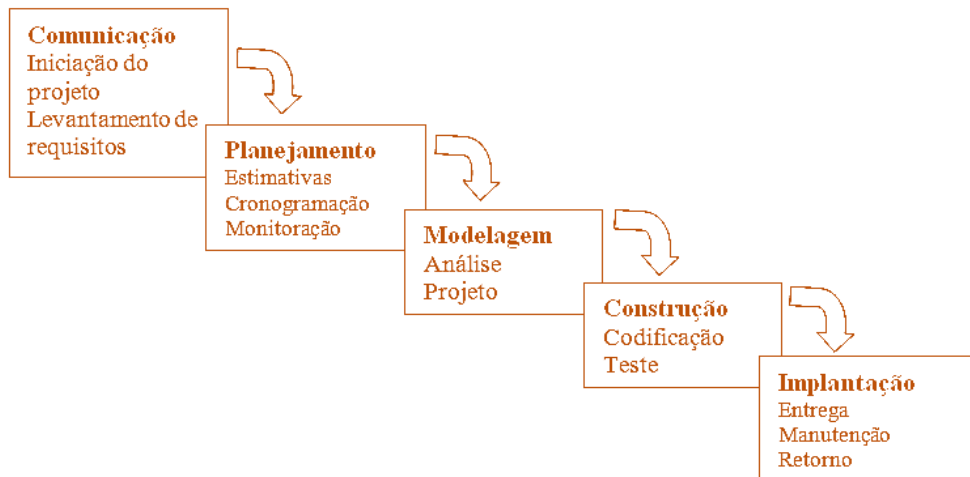 Comunicação
Iniciação do
projeto
Levantamento de
requisitos
Planejamento
Estimativas
Cronogramação
Monitoração
Modelagem
Análise
Projeto
Construção
Codificação
Teste
Implantação
Entrega
Manutenção
Retorno